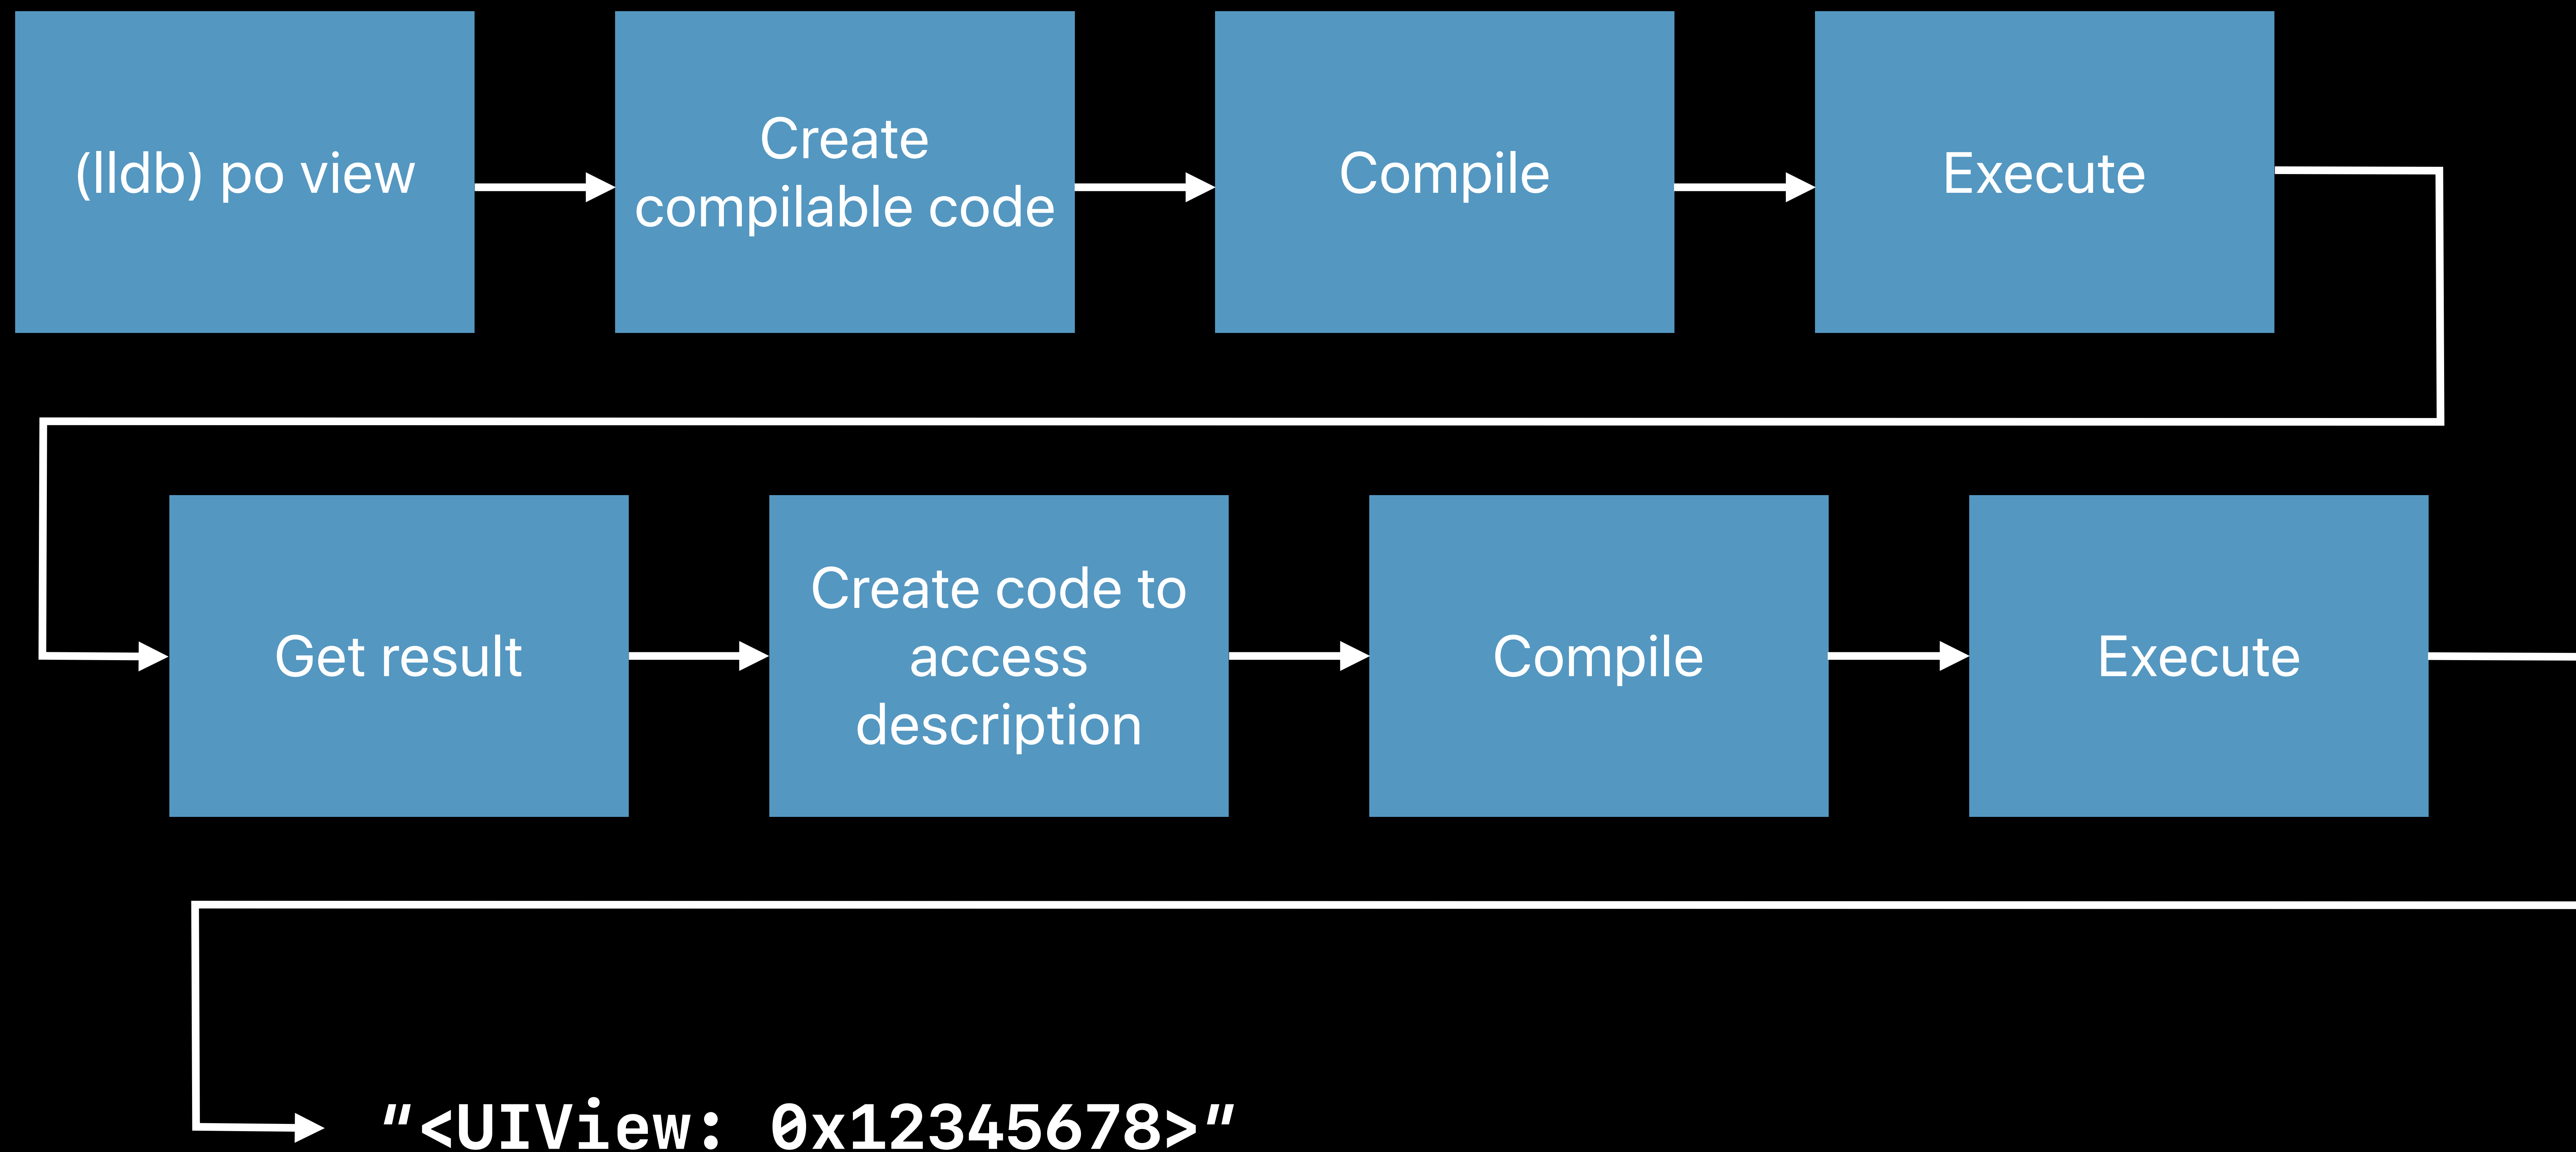 (lldb) po view
Create
compilable code
Compile
Execute
Get result
Create code to
access
description
Compile
Execute
"<UIView: 0x12345678>"